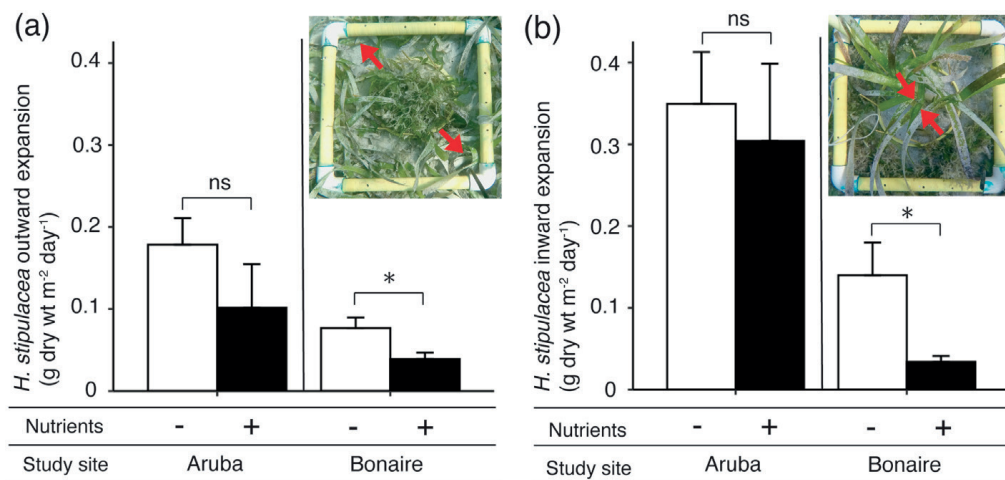 (a)
H. stipulacea outward expansion
(g dry wt m⁻² day⁻¹)
0.4
0.3
0.2
0.1
0
ns
*
Nutrients - + - +
Study site Aruba Bonaire
(b)
H. stipulacea inward expansion
(g dry wt m⁻² day⁻¹)
0.4
0.3
0.2
0.1
0
ns
*
Nutrients - + - +
Study site Aruba Bonaire